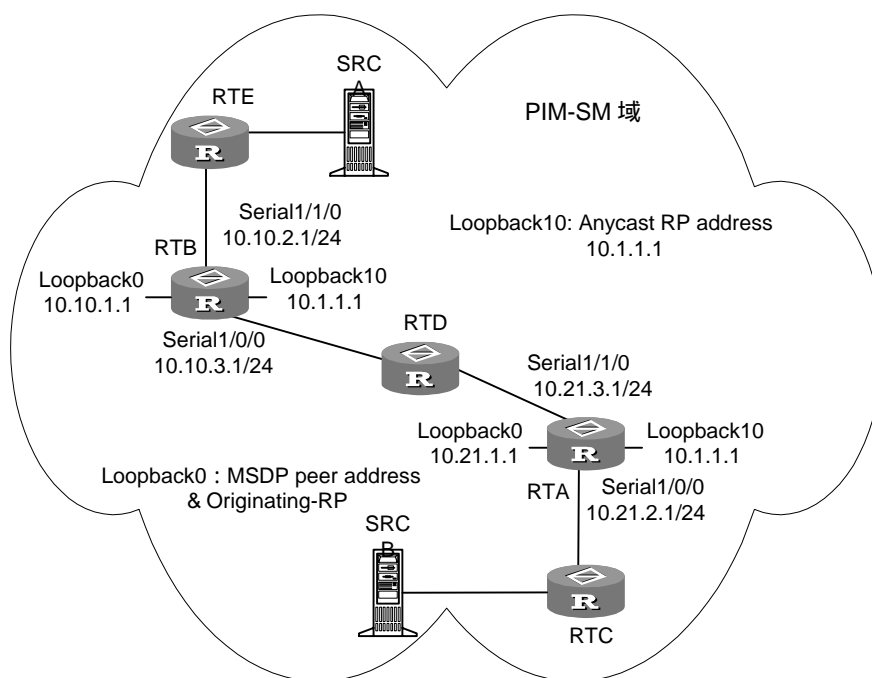 SRC
A
RTE
PIM-SM 域
Serial1/1/0
10.10.2.1/24
Loopback10: Anycast RP address
10.1.1.1
RTB
Loopback0
10.10.1.1
Loopback10
10.1.1.1
R
R
Serial1/0/0
10.10.3.1/24
RTD
R
Serial1/1/0
10.21.3.1/24
Loopback0
10.21.1.1
Loopback10
10.1.1.1
R
RTA
Loopback0：MSDP peer address
& Originating-RP
Serial1/0/0
10.21.2.1/24
SRC
B
R
RTC